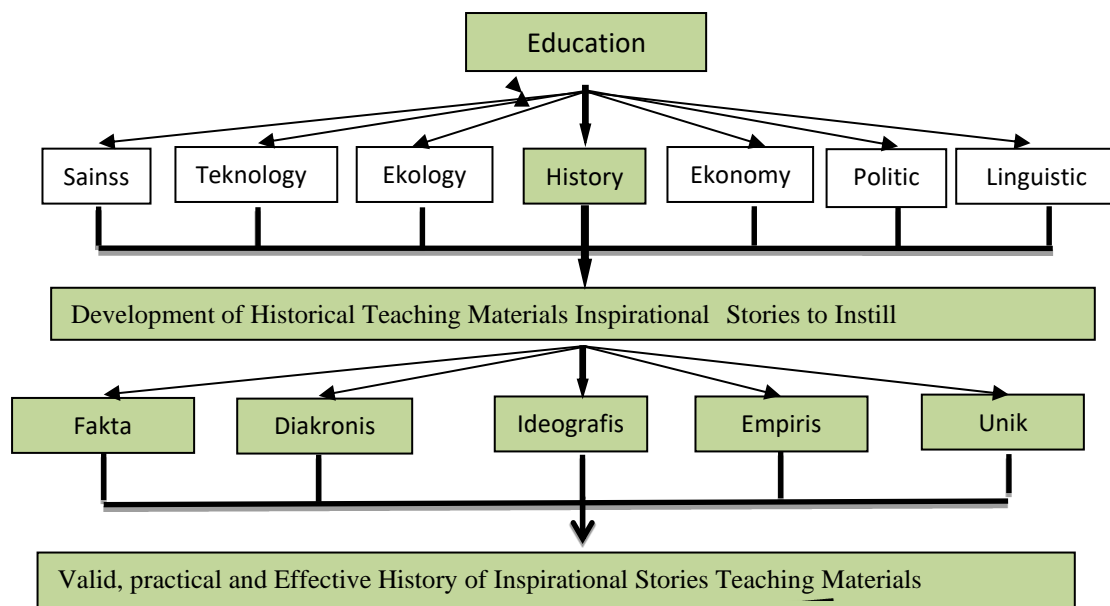 Education
Sainss
Teknology
Ekology
History
Ekonomy
Politic
Linguistic
Development of Historical Teaching Materials Inspirational Stories to Instill
Fakta
Diakronis
Ideografis
Empiris
Unik
Valid, practical and Effective History of Inspirational Stories Teaching Materials